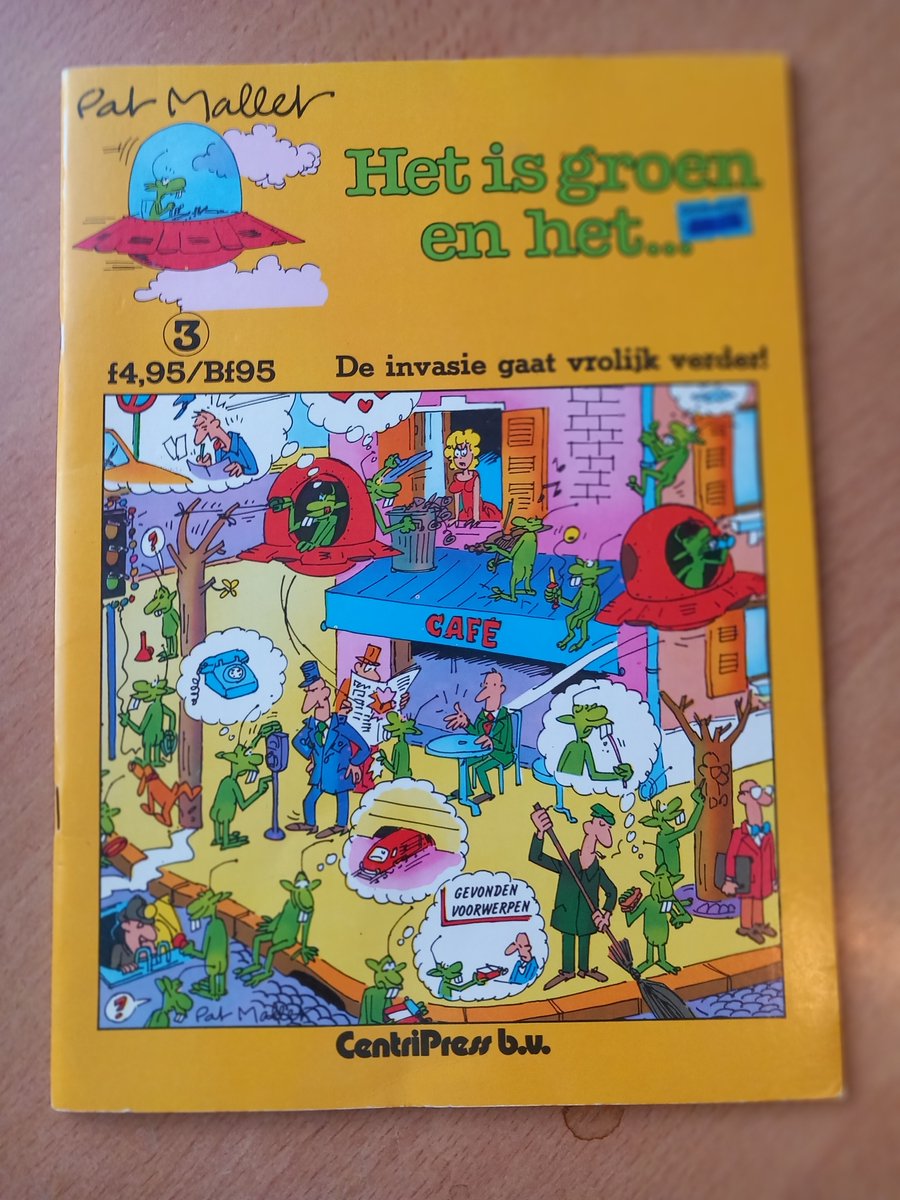 Pat Mallet
Het is groen
en het...
3
f4,95/Bf95
De invasie gaat vrolijk verder!
?
CAFÉ
GEVONDEN
VOORWERPEN
?
Pat Mallet
CentriPress b.v.